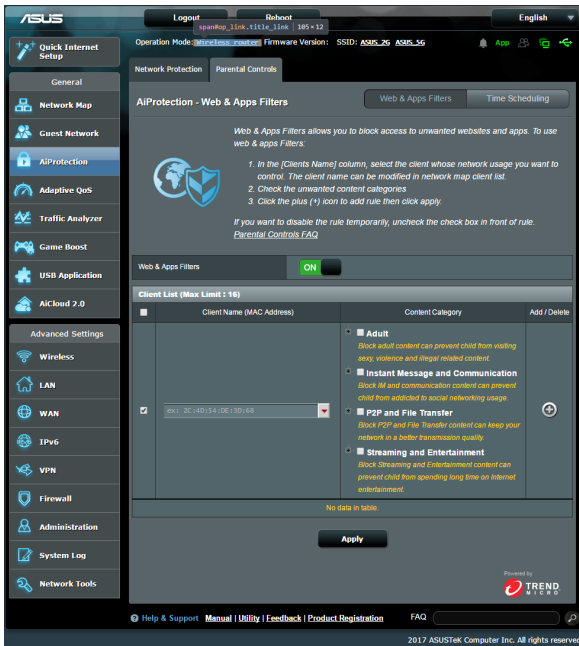 ASUS
Logout
Reboot
English
span#op_link.title_link | 105×12
Operation Mode: Wireless router Firmware Version: SSID: ASUS_2G ASUS_5G
App
Quick Internet
Setup
General
Network Map
Guest Network
AiProtection
Adaptive QoS
Traffic Analyzer
Game Boost
USB Application
AiCloud 2.0
Advanced Settings
Wireless
LAN
WAN
IPv6
VPN
Firewall
Administration
System Log
Network Tools
Network Protection
Parental Controls
AiProtection - Web & Apps Filters
Web & Apps Filters
Time Scheduling
Web & Apps Filters allows you to block access to unwanted websites and apps. To use
web & apps Filters:
1. In the [Clients Name] column, select the client whose network usage you want to
control. The client name can be modified in network map client list.
2. Check the unwanted content categories
3. Click the plus (+) icon to add rule then click apply.
If you want to disable the rule temporarily, uncheck the check box in front of rule.
Parental Controls FAQ
Web & Apps Filters
ON
Client List (Max Limit : 16)
Client Name (MAC Address)
Content Category
Add / Delete
ex: 2C:4D:54:DE:3D:68
Adult
Block adult content can prevent child from visiting
sexy, violence and illegal related content.
Instant Message and Communication
Block IM and communication content can prevent
child from addicted to social networking usage.
P2P and File Transfer
Block P2P and File Transfer content can keep your
network in a better transmission quality.
Streaming and Entertainment
Block Streaming and Entertainment content can
prevent child from spending long time on Internet
entertainment.
No data in table.
Apply
Powered by
TREND
MICRO
Help & Support Manual | Utility | Feedback | Product Registration FAQ
2017 ASUSTeK Computer Inc. All rights reserved